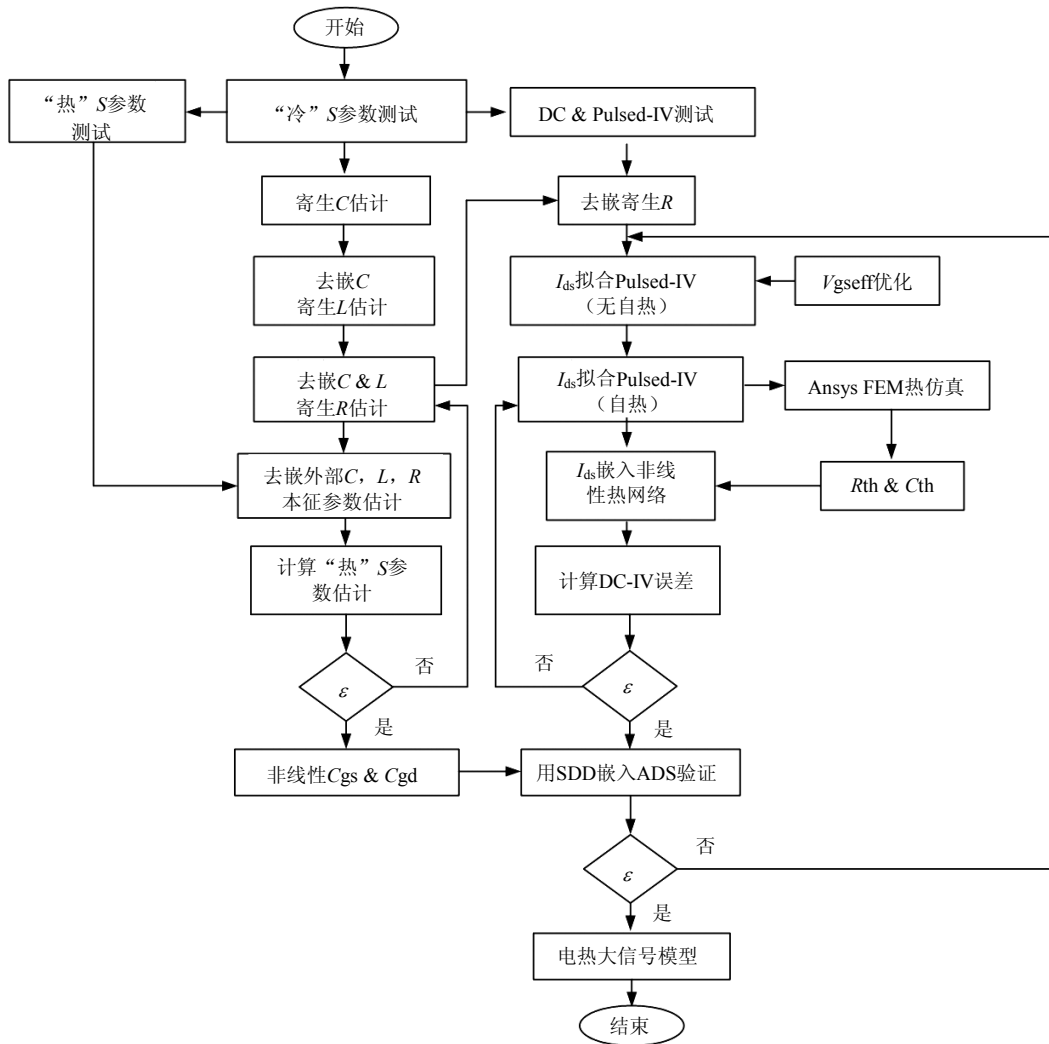 开始
“热”S参数
测试
“冷”S参数测试
DC & Pulsed-IV测试
寄生C估计
去嵌寄生R
去嵌C
寄生L估计
Ids拟合Pulsed-IV
(无自热)
Vgseff优化
去嵌C & L
寄生R估计
Ids拟合Pulsed-IV
(自热)
Ansys FEM热仿真
去嵌外部C，L，R
本征参数估计
Ids嵌入非线
性热网络
Rth & Cth
计算“热”S参
数估计
计算DC-IV误差
ε
否
是
ε
否
是
非线性Cgs & Cgd
用SDD嵌入ADS验证
ε
否
是
电热大信号模型
结束